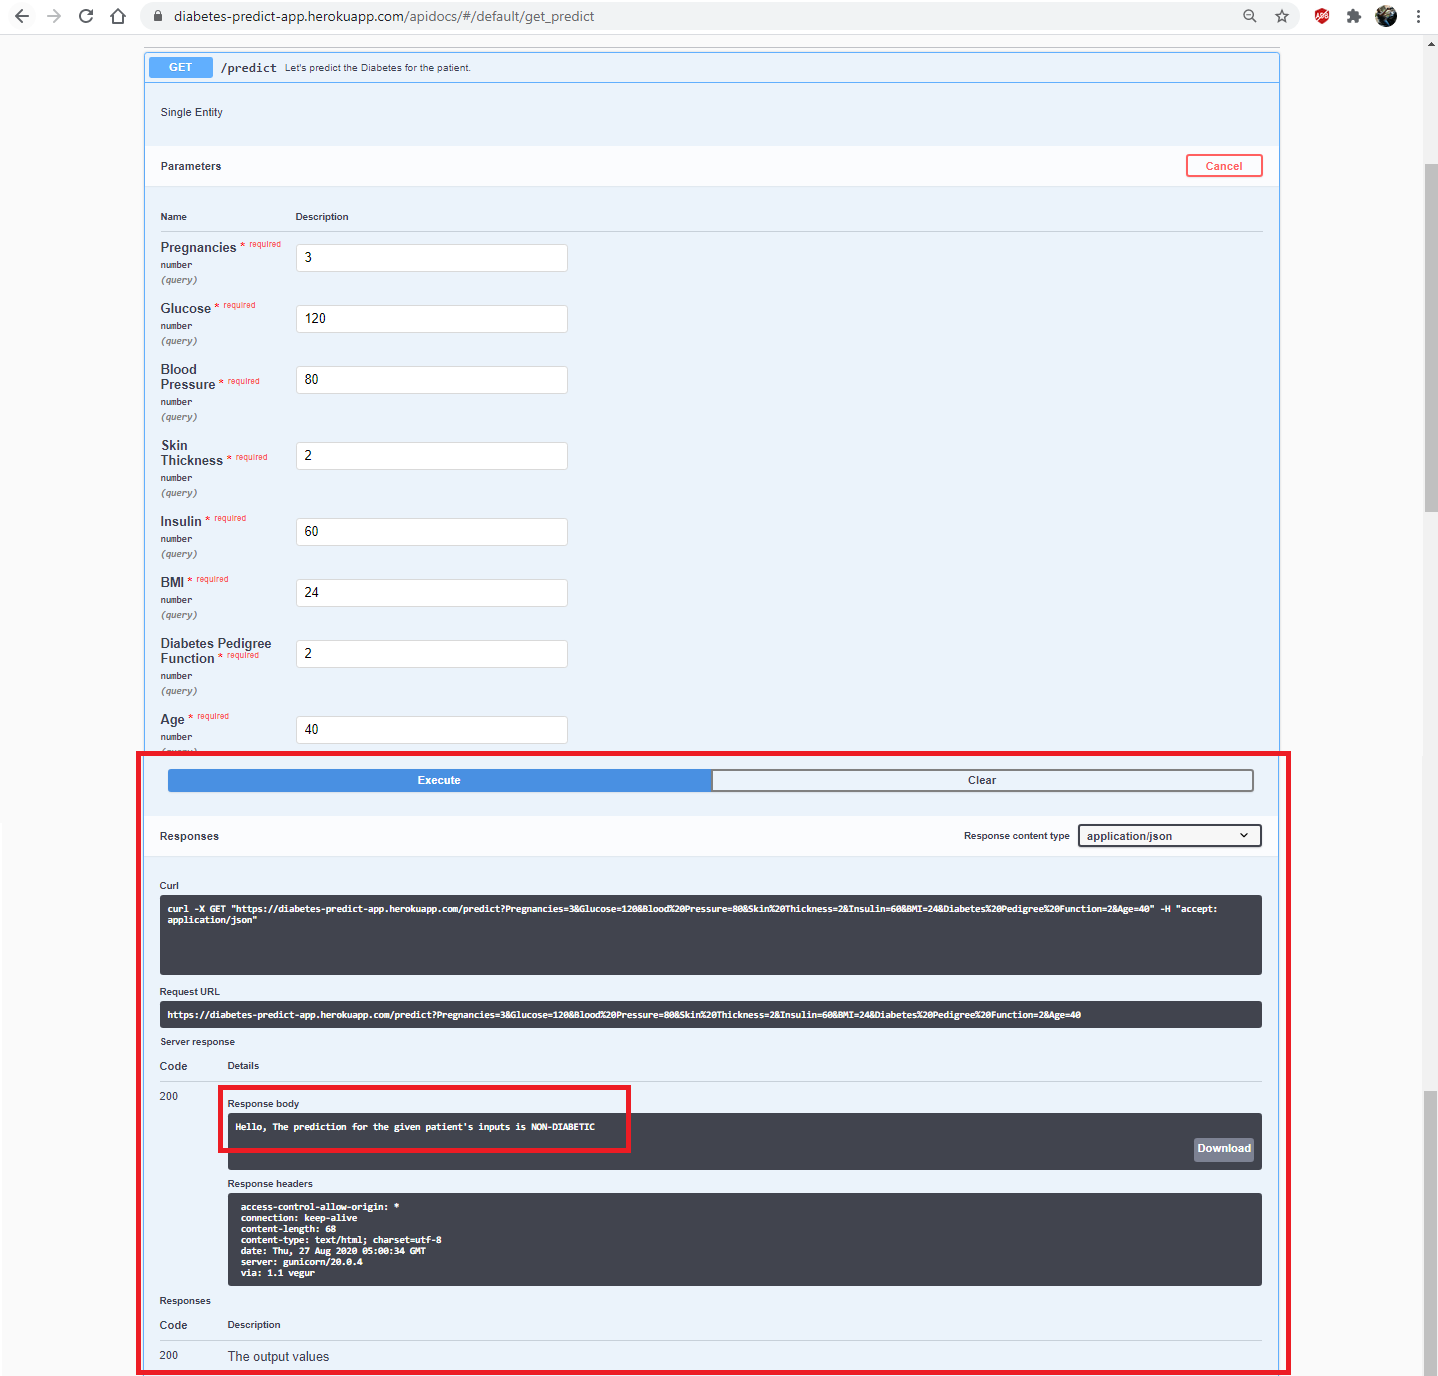 diabetes-predict-app.herokuapp.com/apidocs/#/default/get_predict
GET /predict Let's predict the Diabetes for the patient.
Single Entity
Parameters Cancel
Name Description
Pregnancies * required
number
(query)
3
Glucose * required
number
(query)
120
Blood
Pressure * required
number
(query)
80
Skin
Thickness * required
number
(query)
2
Insulin * required
number
(query)
60
BMI * required
number
(query)
24
Diabetes Pedigree
Function * required
number
(query)
2
Age * required
number
40
Execute Clear
Responses Response content type application/json
Curl
curl -X GET "https://diabetes-predict-app.herokuapp.com/predict?Pregnancies=3&Glucose=120&Blood%20Pressure=80&Skin%20Thickness=2&Insulin=60&BMI=24&Diabetes%20Pedigree%20Function=2&Age=40" -H "accept:
application/json"
Request URL
https://diabetes-predict-app.herokuapp.com/predict?Pregnancies=3&Glucose=120&Blood%20Pressure=80&Skin%20Thickness=2&Insulin=60&BMI=24&Diabetes%20Pedigree%20Function=2&Age=40
Server response
Code Details
200
Response body
Hello, The prediction for the given patient's inputs is NON-DIABETIC
Download
Response headers
access-control-allow-origin: *
connection: keep-alive
content-length: 68
content-type: text/html; charset=utf-8
date: Thu, 27 Aug 2020 05:00:34 GMT
server: gunicorn/20.0.4
via: 1.1 vegur
Responses
Code Description
200 The output values